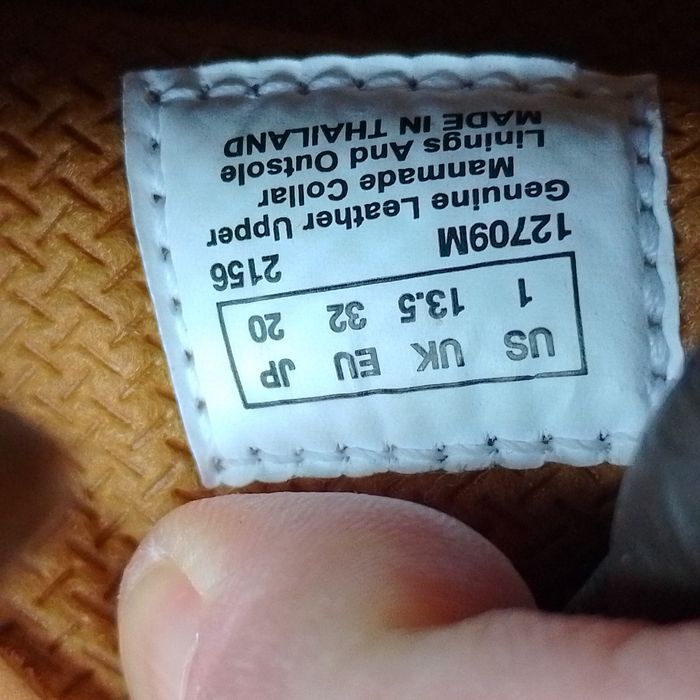 US UK EU JP
1 13.5 32 20
12709M 2156
Genuine Leather Upper
Manmade Collar
Linings And Outsole
MADE IN THAILAND